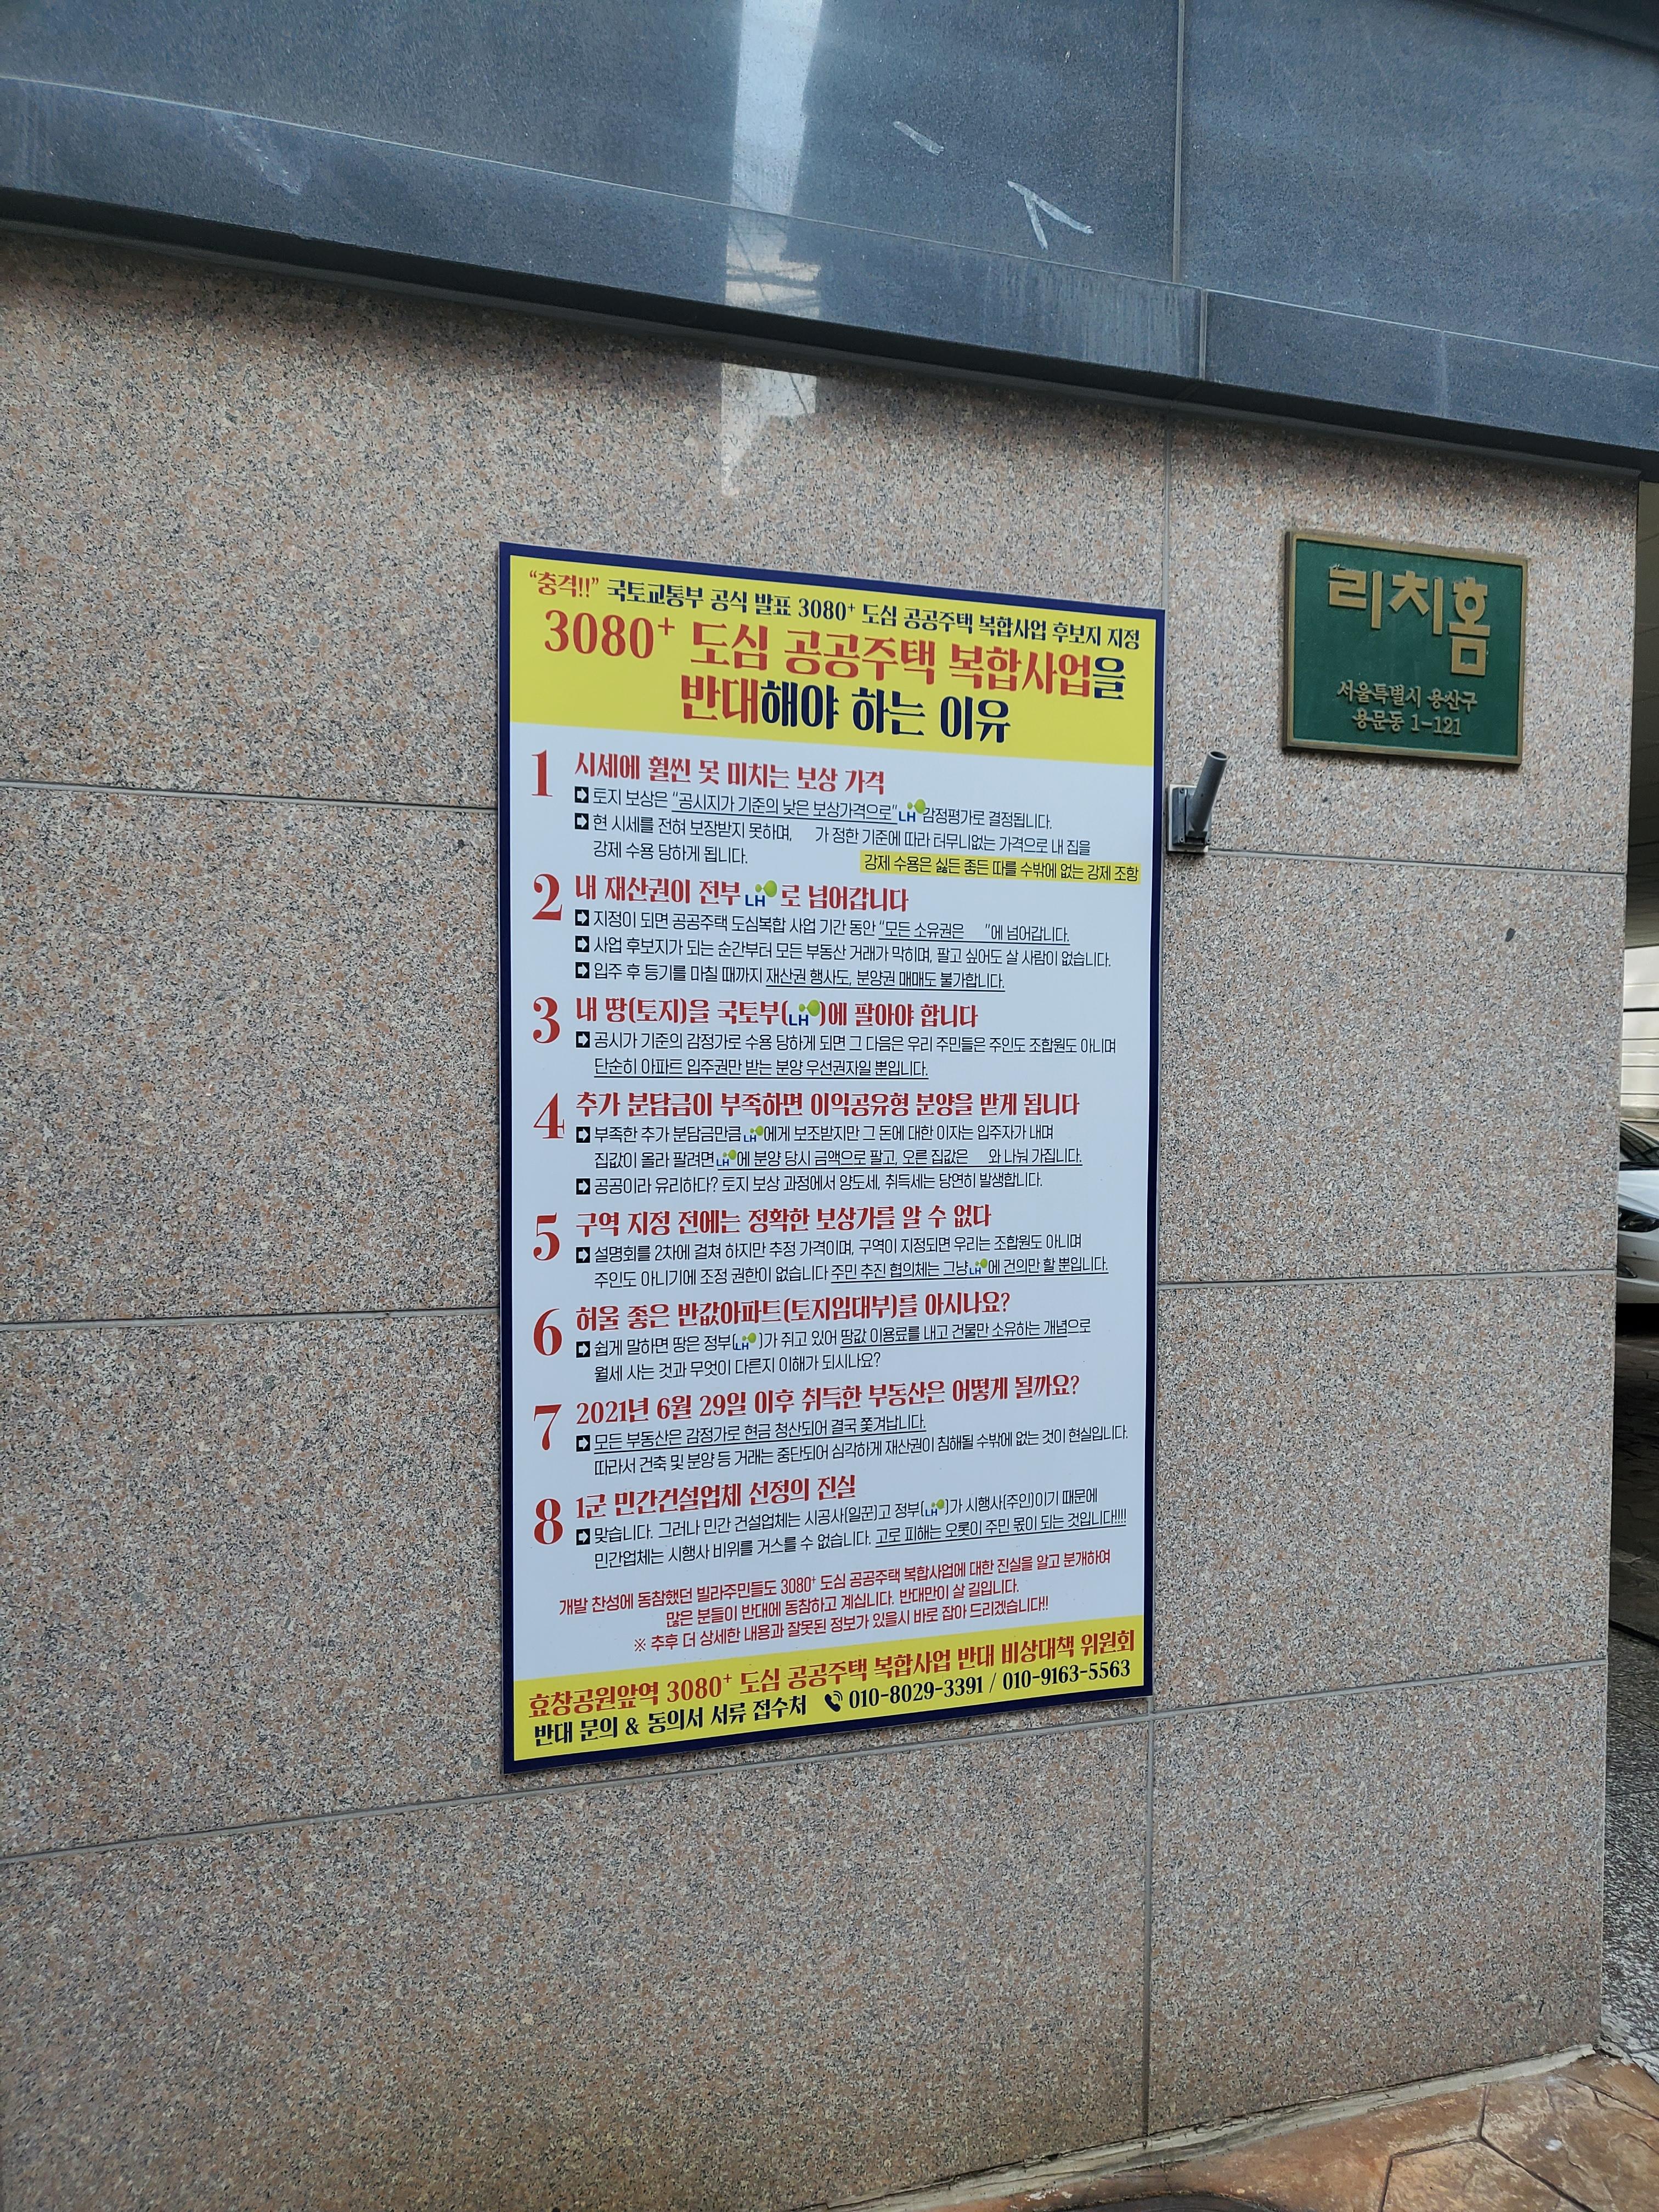 “충격!!” 국토교통부 공식 발표 3080⁺ 도심 공공주택 복합사업 후보지 지정
3080⁺ 도심 공공주택 복합사업을
반대해야 하는 이유
1 시세에 훨씬 못 미치는 보상 가격
토지 보상은 “공시지가 기준의 낮은 보상가격으로” LH 감정평가로 결정됩니다.
현 시세를 전혀 보장받지 못하며, 가 정한 기준에 따라 터무니없는 가격으로 내 집을
강제 수용 당하게 됩니다.
강제 수용은 싫든 좋든 따를 수밖에 없는 강제 조항
2 내 재산권이 전부 LH 로 넘어갑니다
지정이 되면 공공주택 도심복합 사업 기간 동안 “모든 소유권은 ”에 넘어갑니다.
사업 후보지가 되는 순간부터 모든 부동산 거래가 막히며, 팔고 싶어도 살 사람이 없습니다.
입주 후 등기를 마칠 때까지 재산권 행사도, 분양권 매매도 불가합니다.
3 내 땅(토지)을 국토부(LH)에 팔아야 합니다
공시가 기준의 감정가로 수용 당하게 되면 그 다음은 우리 주민들은 주인도 조합원도 아니며
단순히 아파트 입주권만 받는 분양 우선권자일 뿐입니다.
4 추가 분담금이 부족하면 이익공유형 분양을 받게 됩니다
부족한 추가 분담금만큼 LH에게 보조받지만 그 돈에 대한 이자는 입주자가 내며
집값이 올라 팔려면 LH에 분양 당시 금액으로 팔고, 오른 집값은 와 나눠 가집니다.
공공이라 유리하다? 토지 보상 과정에서 양도세, 취득세는 당연히 발생합니다.
5 구역 지정 전에는 정확한 보상가를 알 수 없다
설명회를 2차에 걸쳐 하지만 추정 가격이며, 구역이 지정되면 우리는 조합원도 아니며
주인도 아니기에 조정 권한이 없습니다 주민 추진 협의체는 그냥 LH에 건의만 할 뿐입니다.
6 허울 좋은 반값아파트(토지임대부)를 아시나요?
쉽게 말하면 땅은 정부(LH)가 쥐고 있어 땅값 이용료를 내고 건물만 소유하는 개념으로
월세 사는 것과 무엇이 다른지 이해가 되시나요?
7 2021년 6월 29일 이후 취득한 부동산은 어떻게 될까요?
모든 부동산은 감정가로 현금 청산되어 결국 쫓겨납니다.
따라서 건축 및 분양 등 거래는 중단되어 심각하게 재산권이 침해될 수밖에 없는 것이 현실입니다.
8 1군 민간건설업체 선정의 진실
맞습니다. 그러나 민간 건설업체는 시공사(일꾼)고 정부(LH)가 시행사(주인)이기 때문에
민간업체는 시행사 비위를 거스를 수 없습니다. 고로 피해는 오롯이 주민 몫이 되는 것입니다!!!!
개발 찬성에 동참했던 빌라주민들도 3080⁺ 도심 공공주택 복합사업에 대한 진실을 알고 분개하여
많은 분들이 반대에 동참하고 계십니다. 반대만이 살 길입니다.
※ 추후 더 상세한 내용과 잘못된 정보가 있을시 바로 잡아 드리겠습니다!!
효창공원앞역 3080⁺ 도심 공공주택 복합사업 반대 비상대책 위원회
반대 문의 & 동의서 서류 접수처 010-8029-3391 / 010-9163-5563
리치홈
서울특별시 용산구
용문동 1-121